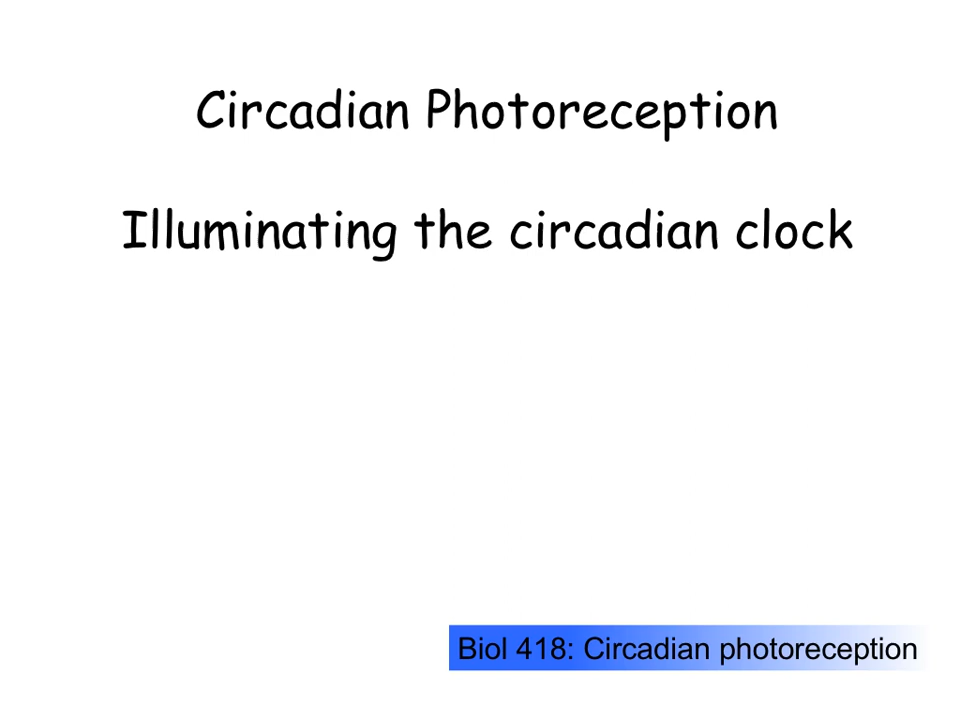 Circadian Photoreception
Illuminating the circadian clock
Biol 418: Circadian photoreception